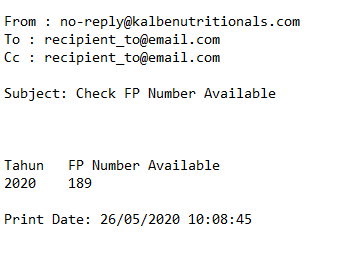 From : no-reply@kalbenutritionals.com
To : recipient_to@email.com
Cc : recipient_to@email.com
Subject: Check FP Number Available
Tahun FP Number Available
2020 189
Print Date: 26/05/2020 10:08:45